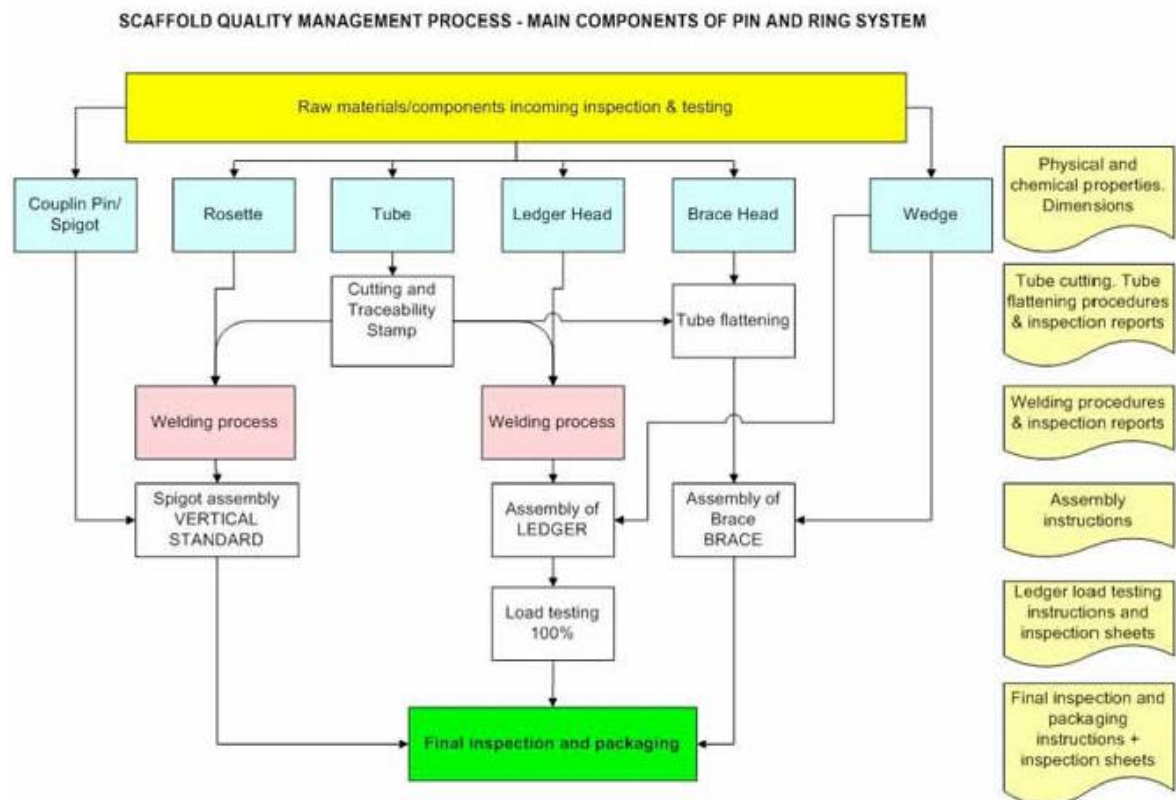 SCAFFOLD QUALITY MANAGEMENT PROCESS - MAIN COMPONENTS OF PIN AND RING SYSTEM
Raw materials/components incoming inspection & testing
Couplin Pin/
Spigot
Rosette
Tube
Ledger Head
Brace Head
Wedge
Physical and
chemical properties.
Dimensions
Cutting and
Traceability
Stamp
Tube flattening
Tube cutting. Tube
flattening procedures
& inspection reports
Welding process
Welding process
Welding procedures
& inspection reports
Spigot assembly
VERTICAL
STANDARD
Assembly of
LEDGER
Assembly of
Brace
BRACE
Assembly
instructions
Load testing
100%
Ledger load testing
instructions and
inspection sheets
Final inspection and packaging
Final inspection and
packaging
instructions +
inspection sheets